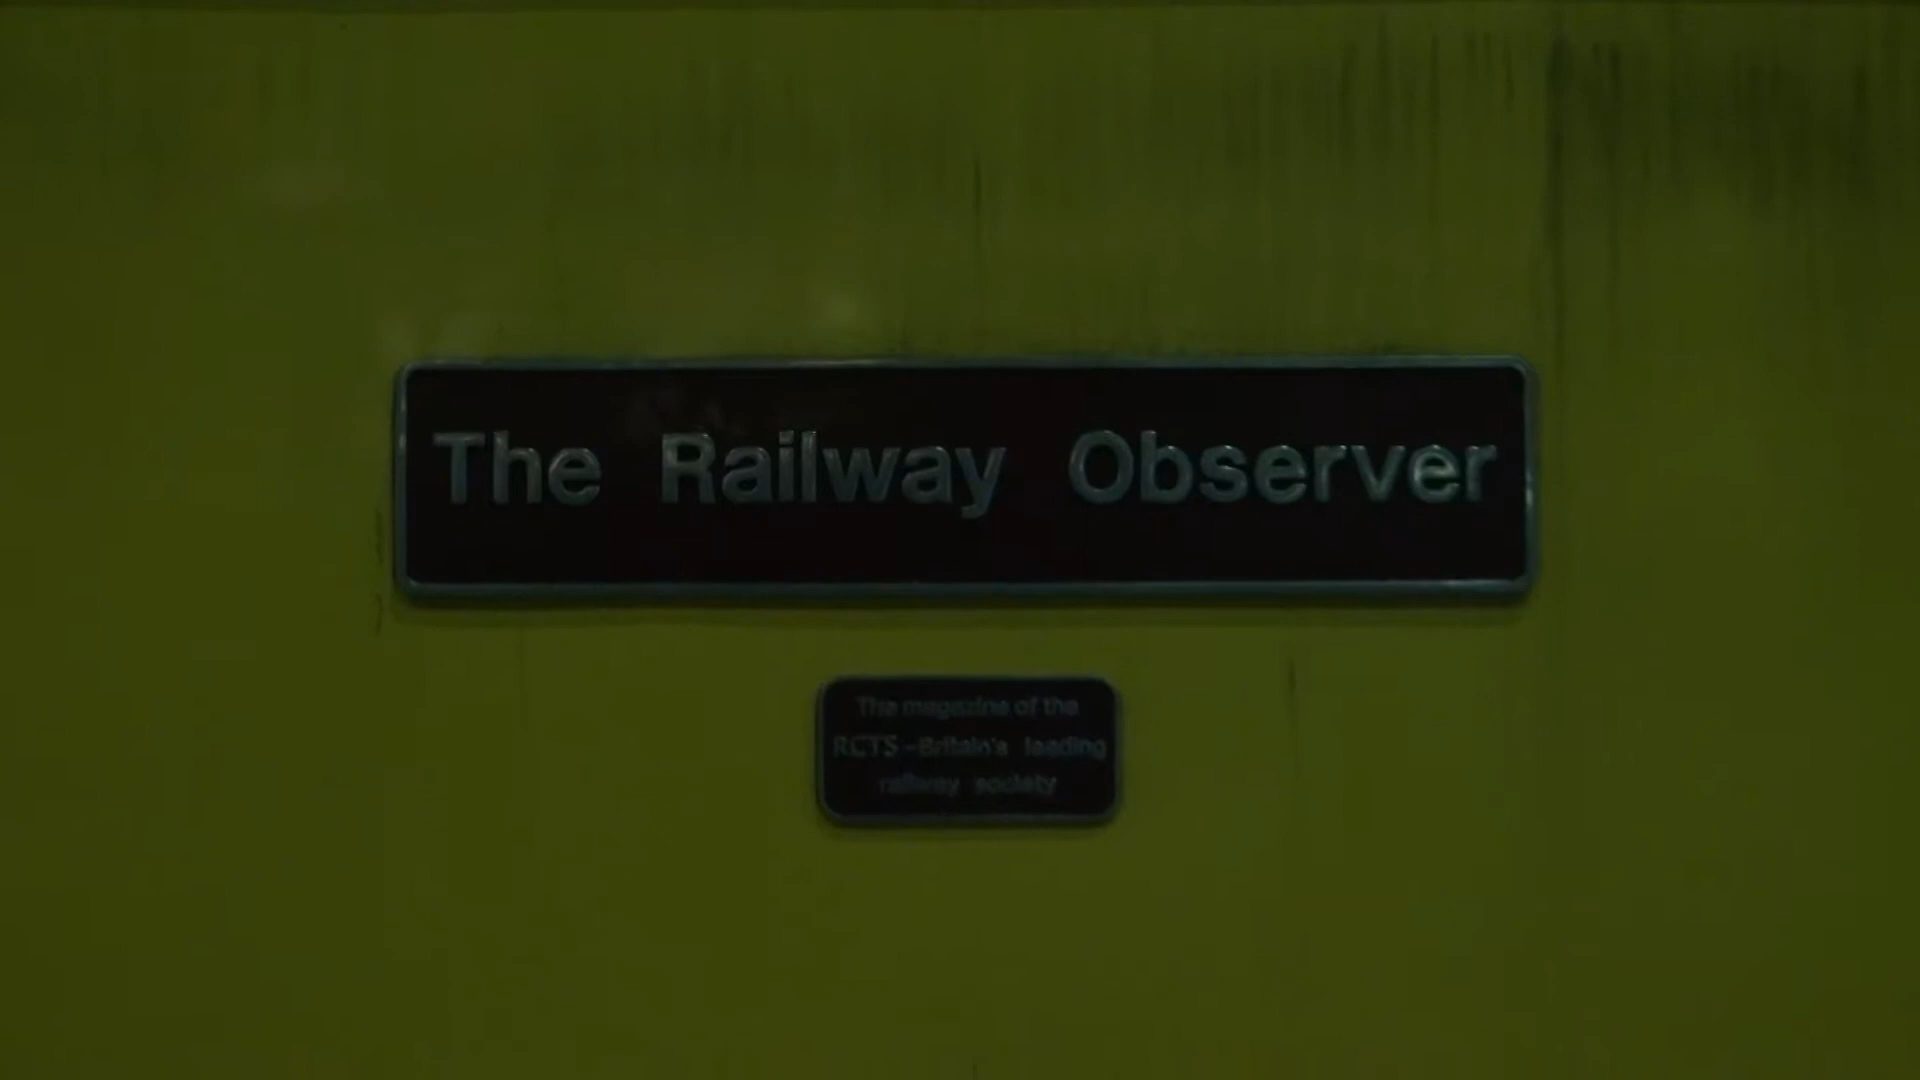 The Railway Observer
The magazine of the
RCTS - Britain's leading
railway society